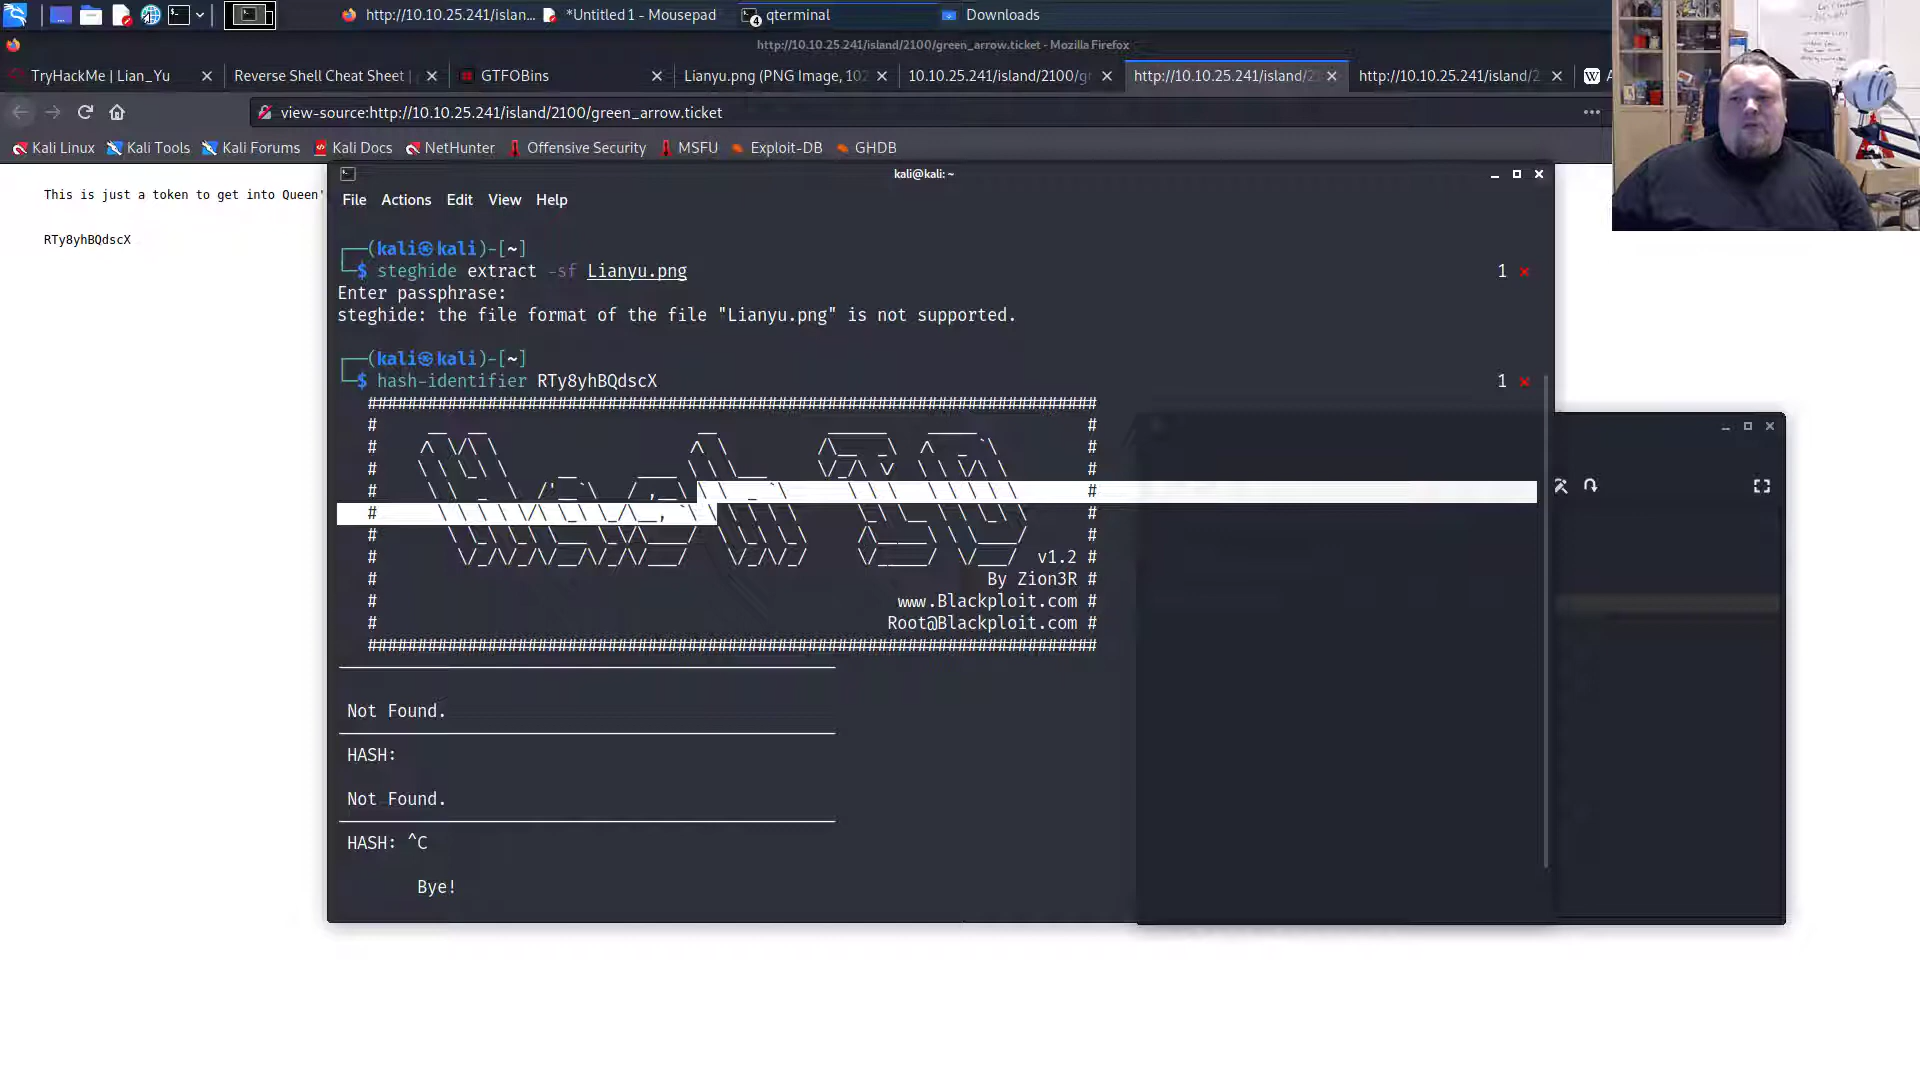 http://10.10.25.241/islan...
*Untitled 1 - Mousepad
4
qterminal
Downloads
http://10.10.25.241/island/2100/green_arrow.ticket - Mozilla Firefox
TryHackMe | Lian_Yu
Reverse Shell Cheat Sheet |
GTFOBins
Lianyu.png (PNG Image, 102
10.10.25.241/island/2100/gr
http://10.10.25.241/island/2
http://10.10.25.241/island/2
view-source:http://10.10.25.241/island/2100/green_arrow.ticket
Kali Linux
Kali Tools
Kali Forums
Kali Docs
NetHunter
Offensive Security
MSFU
Exploit-DB
GHDB
This is just a token to get into Queen'
RTy8yhBQdscX
kali@kali: ~
File Actions Edit View Help
(kali㉿kali)-[~]
$ steghide extract -sf Lianyu.png 1
Enter passphrase:
steghide: the file format of the file "Lianyu.png" is not supported.
(kali㉿kali)-[~]
$ hash-identifier RTy8yhBQdscX 1
#########################################################################
Hash ID
v1.2 #
By Zion3R #
www.Blackploit.com #
Root@Blackploit.com #
#########################################################################
Not Found.
HASH:
Not Found.
HASH: ^C
Bye!